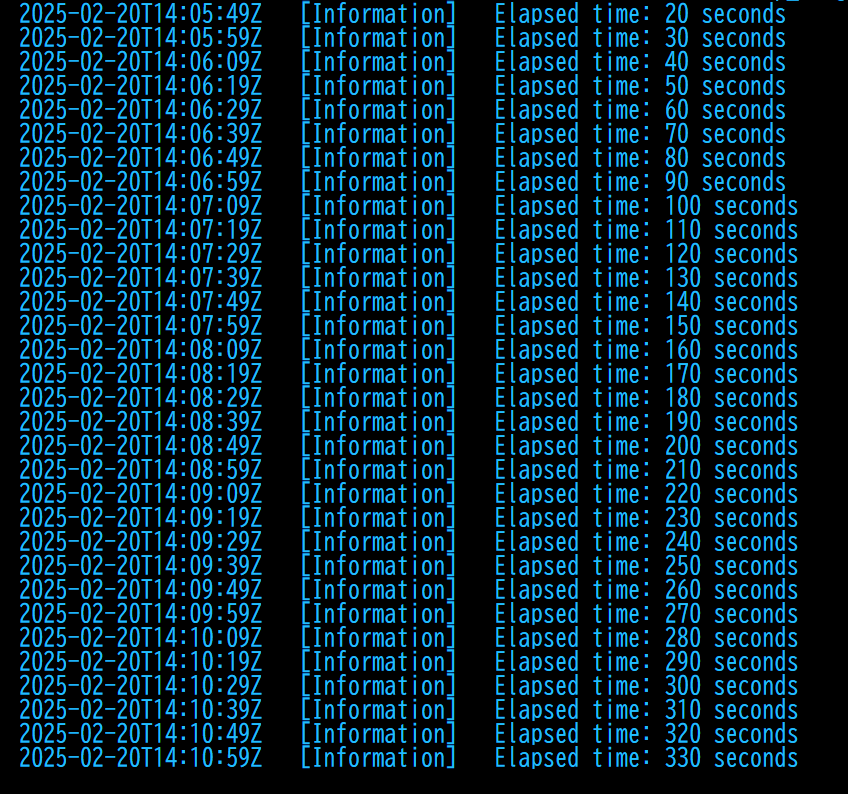 2025-02-20T14:05:49Z [Information] Elapsed time: 20 seconds
2025-02-20T14:05:59Z [Information] Elapsed time: 30 seconds
2025-02-20T14:06:09Z [Information] Elapsed time: 40 seconds
2025-02-20T14:06:19Z [Information] Elapsed time: 50 seconds
2025-02-20T14:06:29Z [Information] Elapsed time: 60 seconds
2025-02-20T14:06:39Z [Information] Elapsed time: 70 seconds
2025-02-20T14:06:49Z [Information] Elapsed time: 80 seconds
2025-02-20T14:06:59Z [Information] Elapsed time: 90 seconds
2025-02-20T14:07:09Z [Information] Elapsed time: 100 seconds
2025-02-20T14:07:19Z [Information] Elapsed time: 110 seconds
2025-02-20T14:07:29Z [Information] Elapsed time: 120 seconds
2025-02-20T14:07:39Z [Information] Elapsed time: 130 seconds
2025-02-20T14:07:49Z [Information] Elapsed time: 140 seconds
2025-02-20T14:07:59Z [Information] Elapsed time: 150 seconds
2025-02-20T14:08:09Z [Information] Elapsed time: 160 seconds
2025-02-20T14:08:19Z [Information] Elapsed time: 170 seconds
2025-02-20T14:08:29Z [Information] Elapsed time: 180 seconds
2025-02-20T14:08:39Z [Information] Elapsed time: 190 seconds
2025-02-20T14:08:49Z [Information] Elapsed time: 200 seconds
2025-02-20T14:08:59Z [Information] Elapsed time: 210 seconds
2025-02-20T14:09:09Z [Information] Elapsed time: 220 seconds
2025-02-20T14:09:19Z [Information] Elapsed time: 230 seconds
2025-02-20T14:09:29Z [Information] Elapsed time: 240 seconds
2025-02-20T14:09:39Z [Information] Elapsed time: 250 seconds
2025-02-20T14:09:49Z [Information] Elapsed time: 260 seconds
2025-02-20T14:09:59Z [Information] Elapsed time: 270 seconds
2025-02-20T14:10:09Z [Information] Elapsed time: 280 seconds
2025-02-20T14:10:19Z [Information] Elapsed time: 290 seconds
2025-02-20T14:10:29Z [Information] Elapsed time: 300 seconds
2025-02-20T14:10:39Z [Information] Elapsed time: 310 seconds
2025-02-20T14:10:49Z [Information] Elapsed time: 320 seconds
2025-02-20T14:10:59Z [Information] Elapsed time: 330 seconds